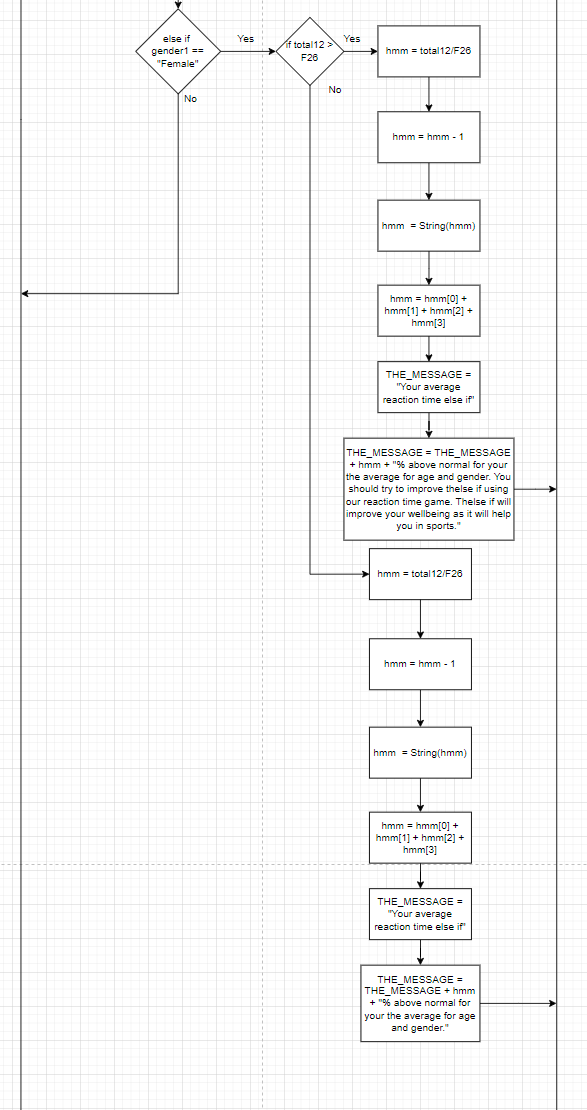 else if
gender1 ==
"Female"
Yes
if total12 >
F26
Yes
hmm = total12/F26
No
No
hmm = hmm - 1
hmm  = String(hmm)
hmm = hmm[0] +
hmm[1] + hmm[2] +
hmm[3]
THE_MESSAGE =
"Your average
reaction time else if"
THE_MESSAGE = THE_MESSAGE
+ hmm + "% above normal for your
the average for age and gender. You
should try to improve thelse if using
our reaction time game. Thelse if will
improve your wellbeing as it will help
you in sports."
hmm = total12/F26
hmm = hmm - 1
hmm  = String(hmm)
hmm = hmm[0] +
hmm[1] + hmm[2] +
hmm[3]
THE_MESSAGE =
"Your average
reaction time else if"
THE_MESSAGE =
THE_MESSAGE + hmm
+ "% above normal for
your the average for age
and gender."